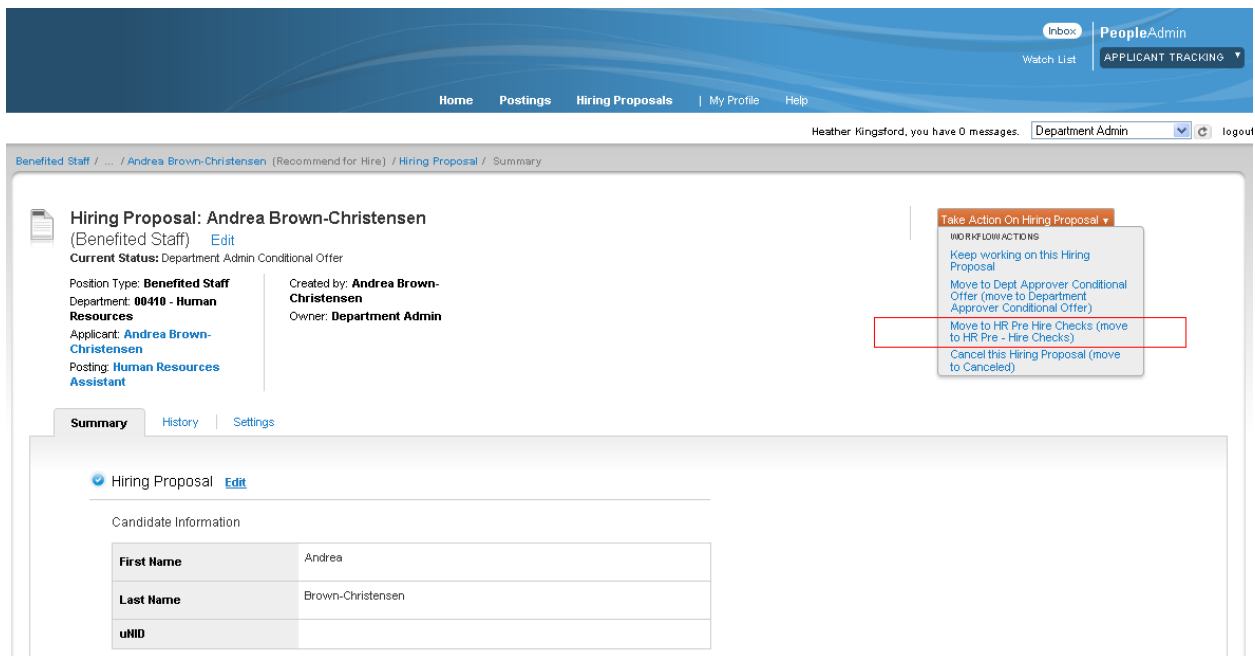 Inbox
PeopleAdmin
Watch List
APPLICANT TRACKING
Home Postings Hiring Proposals | My Profile Help
Heather Kingsford, you have 0 messages. Department Admin logout
Benefited Staff / ... / Andrea Brown-Christensen (Recommend for Hire) / Hiring Proposal / Summary
Hiring Proposal: Andrea Brown-Christensen
(Benefited Staff) Edit
Current Status: Department Admin Conditional Offer
Position Type: Benefited Staff
Department: 00410 - Human
Resources
Applicant: Andrea Brown-
Christensen
Posting: Human Resources
Assistant
Created by: Andrea Brown-
Christensen
Owner: Department Admin
Take Action On Hiring Proposal
WORKFLOW ACTIONS
Keep working on this Hiring
Proposal
Move to Dept Approver Conditional
Offer (move to Department
Approver Conditional Offer)
Move to HR Pre Hire Checks (move
to HR Pre - Hire Checks)
Cancel this Hiring Proposal (move
to Canceled)
Summary History Settings
Hiring Proposal Edit
Candidate Information
First Name Andrea
Last Name Brown-Christensen
uNID